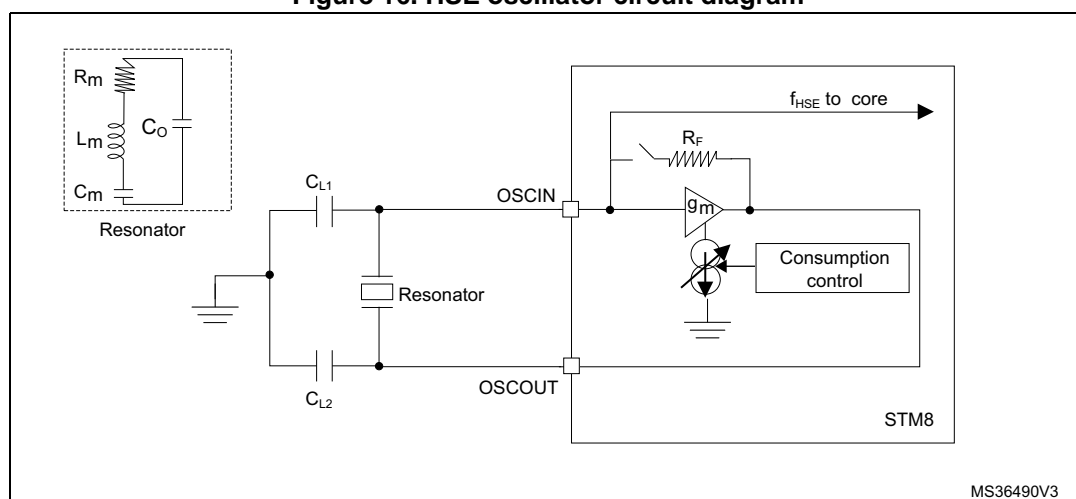 Figure HSE oscillator circuit diagram
Rm
Lm
CO
Cm
Resonator
CL1
CL2
Resonator
OSCIN
OSCOUT
fHSE to core
RF
gm
Consumption
control
STM8
MS36490V3